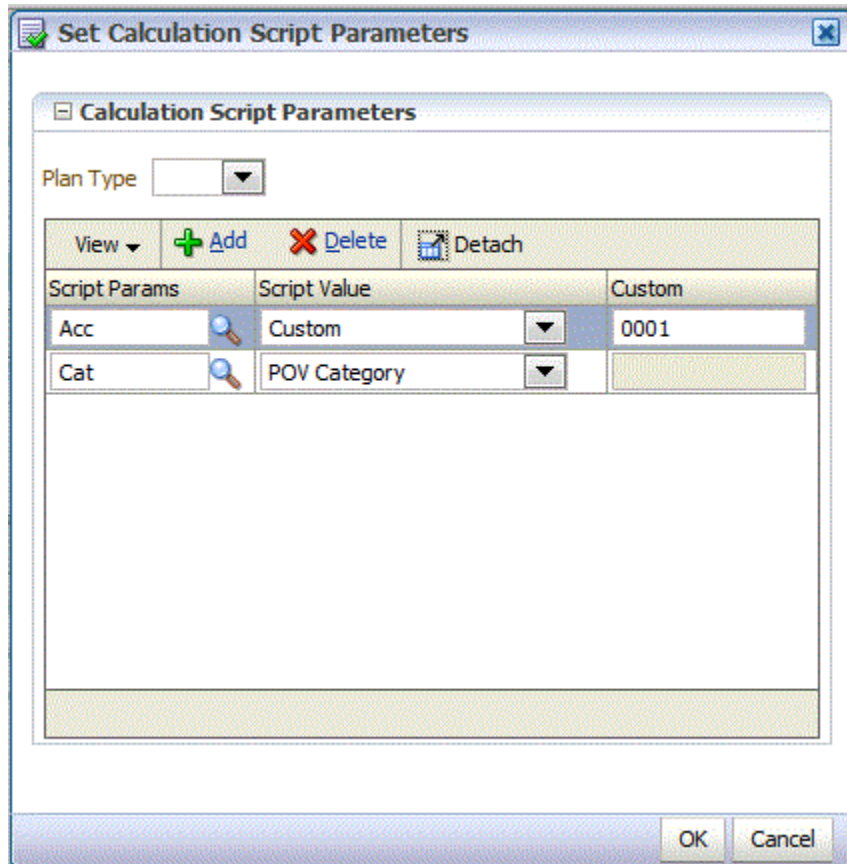 Set Calculation Script Parameters
Calculation Script Parameters
Plan Type
View Add Delete Detach
Script Params Script Value Custom
Acc Custom 0001
Cat POV Category
OK Cancel